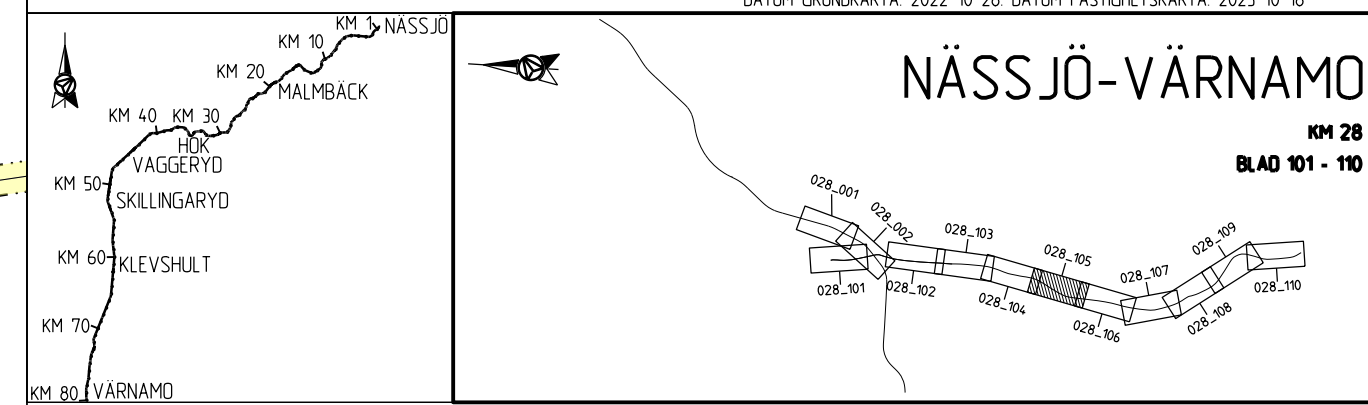 DATUM GRUNDKARTA: 2022-10-26. DATUM FASTIGHETSKARTA: 2023-10-16
KM 1
NÄSSJÖ
KM 10
KM 20
MALMBÄCK
KM 40
KM 30
HOK
VAGGERYD
KM 50
SKILLINGARYD
KM 60
KLEVSHULT
KM 70
KM 80
VÄRNAMO
NÄSSJÖ-VÄRNAMO
KM 28
BLAD 101 - 110
028_001
028_002
028_103
028_105
028_109
028_107
028_101
028_102
028_104
028_106
028_108
028_110